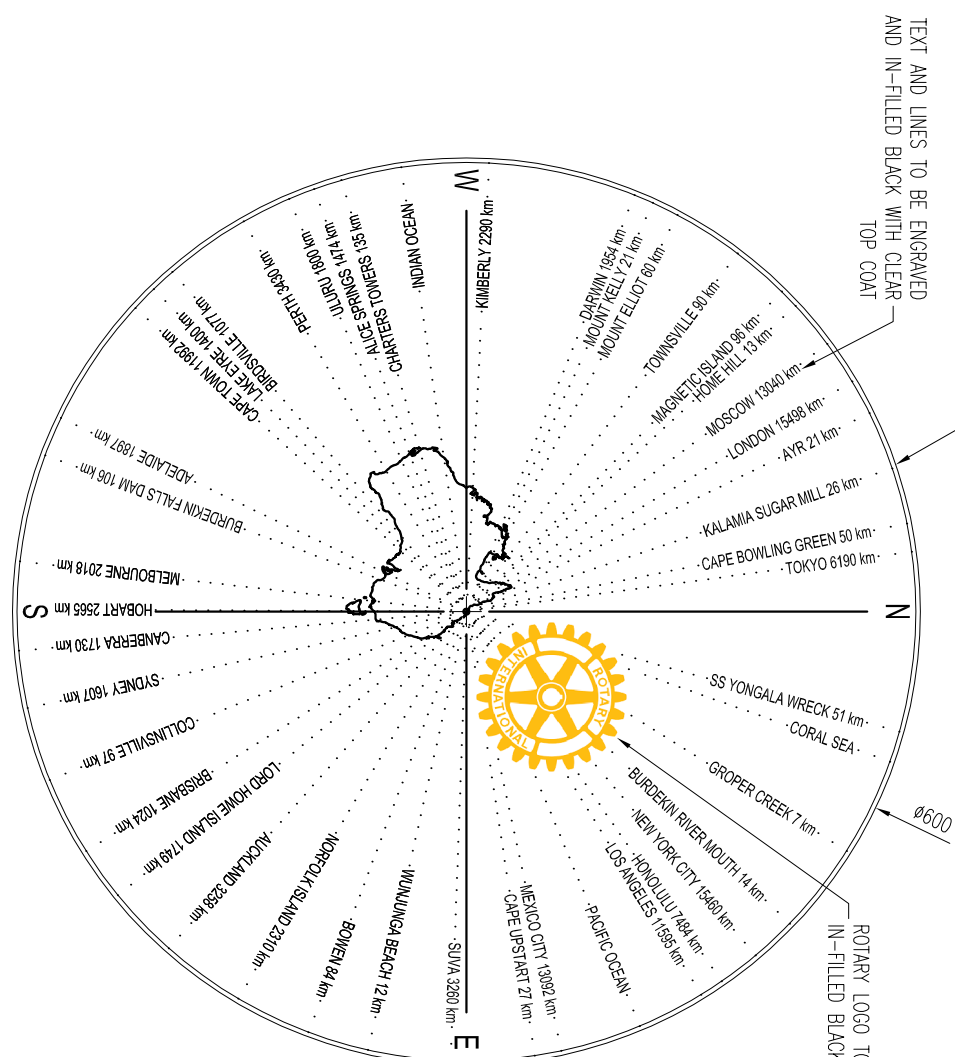 TEXT AND LINES TO BE ENGRAVED
AND IN-FILLED BLACK WITH CLEAR
TOP COAT
W
KIMBERLY 2290 km
DARWIN 1954 km
MOUNT KELLY 21 km
MOUNT ELLIOT 60 km
TOWNSVILLE 90 km
MAGNETIC ISLAND 96 km
HOME HILL 13 km
MOSCOW 13040 km
LONDON 15498 km
AYR 21 km
KALAMIA SUGAR MILL 26 km
CAPE BOWLING GREEN 50 km
TOKYO 6190 km
N
SS YONGALA WRECK 51 km
CORAL SEA
GROPER CREEK 7 km
BURDEKIN RIVER MOUTH 14 km
NEW YORK CITY 15460 km
HONOLULU 7484 km
LOS ANGELES 11595 km
PACIFIC OCEAN
MEXICO CITY 13092 km
CAPE UPSTART 27 km
E
SUVA 3260 km
WUNJUNGA BEACH 12 km
BOWEN 84 km
NORFOLK ISLAND 2310 km
AUCKLAND 3258 km
LORD HOWE ISLAND 1749 km
BRISBANE 1024 km
COLLINSVILLE 97 km
SYDNEY 1607 km
CANBERRA 1730 km
HOBART 2565 km
S
MELBOURNE 2018 km
BURDEKIN FALLS DAM 106 km
ADELAIDE 1897 km
CAPE TOWN 11992 km
LAKE EYRE 1400 km
BIRDSVILLE 1077 km
PERTH 3430 km
ULURU 1800 km
ALICE SPRINGS 1474 km
CHARTERS TOWERS 135 km
INDIAN OCEAN
ROTARY
INTERNATIONAL
ø600
ROTARY LOGO TO
IN-FILLED BLACK